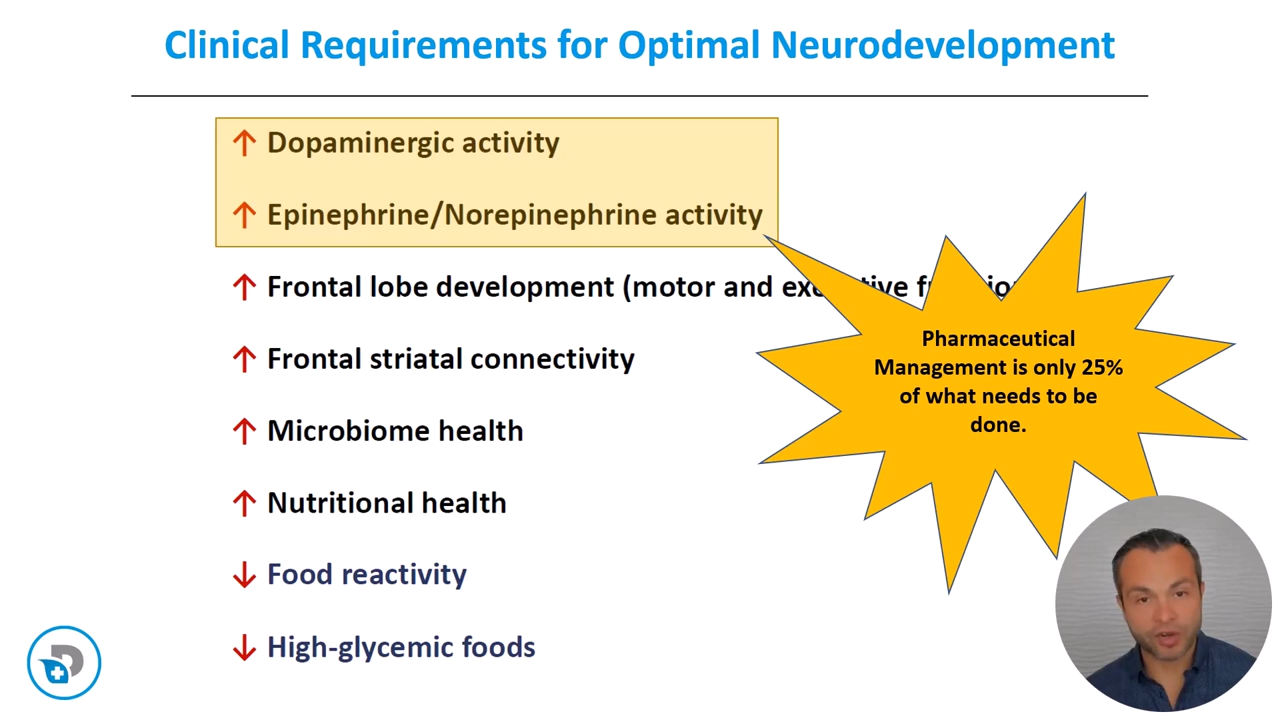 Clinical Requirements for Optimal Neurodevelopment
↑ Dopaminergic activity
↑ Epinephrine/Norepinephrine activity
↑ Frontal lobe development (motor and
↑ Frontal striatal connectivity
↑ Microbiome health
↑ Nutritional health
↓ Food reactivity
↓ High-glycemic foods
Pharmaceutical
Management is only 25%
of what needs to be
done.